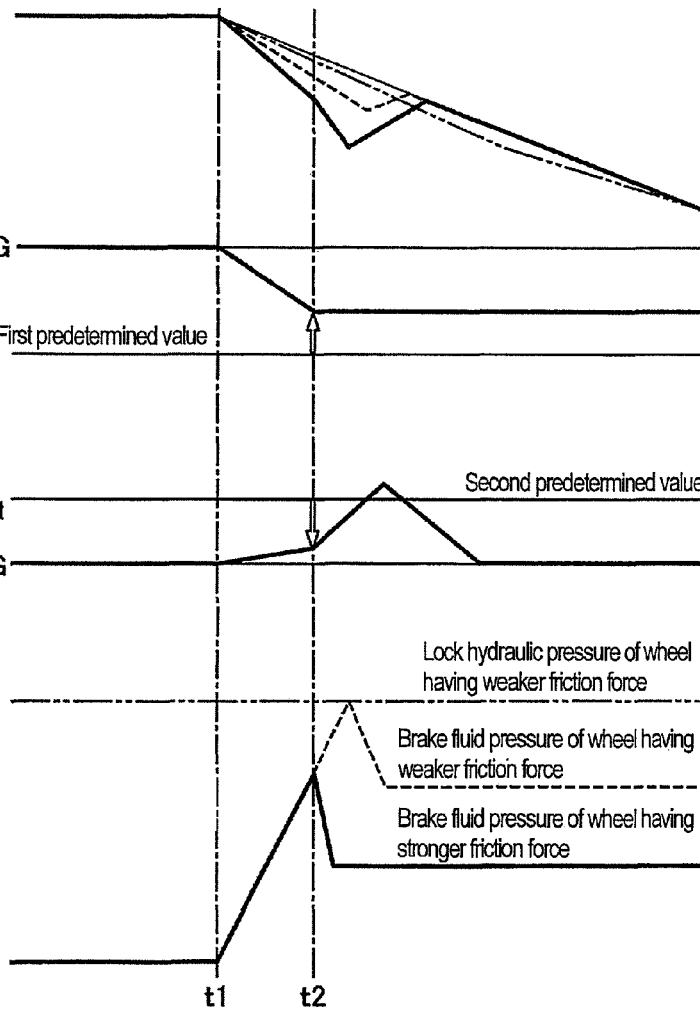 G
First predetermined value
Second predetermined value
t
G
Lock hydraulic pressure of wheel
having weaker friction force
Brake fluid pressure of wheel having
weaker friction force
Brake fluid pressure of wheel having
stronger friction force
t1 t2